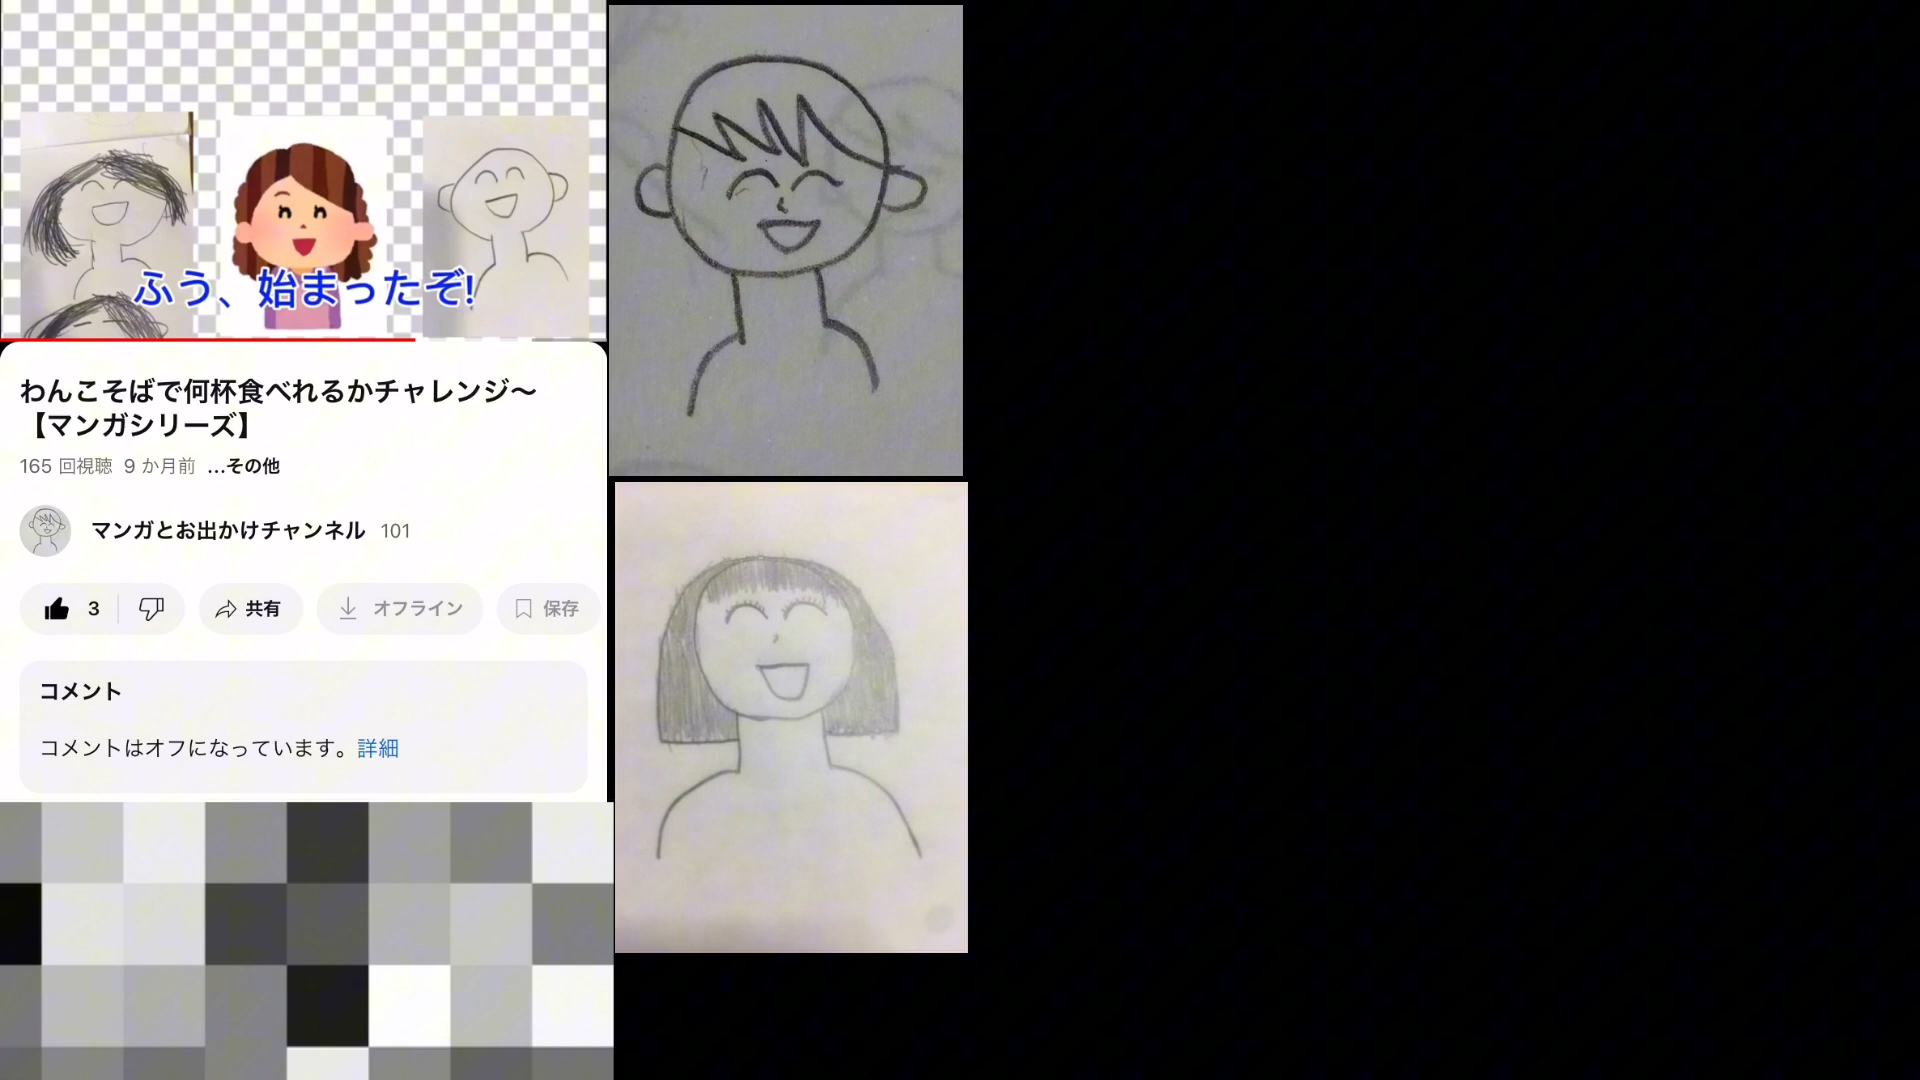 ふう、始まったぞ!
わんこそばで何杯食べれるかチャレンジ〜
【マンガシリーズ】
165 回視聴 9 か月前 ...その他
マンガとお出かけチャンネル 101
3 共有 オフライン 保存
コメント
コメントはオフになっています。詳細